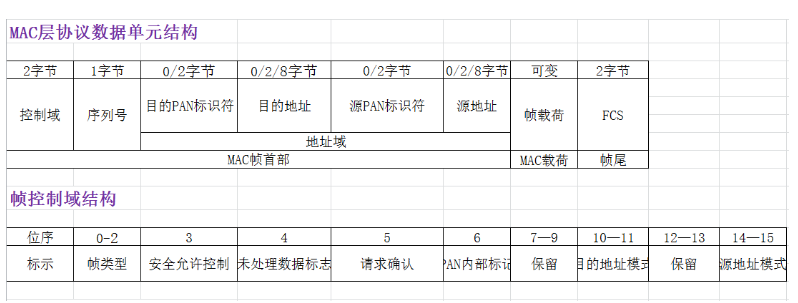 MAC层协议数据单元结构
2字节 1字节 0/2字节 0/2/8字节 0/2字节 0/2/8字节 可变 2字节
控制域 序列号 目的PAN标识符 目的地址 源PAN标识符 源地址 帧载荷 FCS
地址域
MAC帧首部 MAC载荷 帧尾
帧控制域结构
位序 0-2 3 4 5 6 7—9 10—11 12—13 14—15
标示 帧类型 安全允许控制 未处理数据标志 请求确认 PAN内部标记 保留 目的地址模式 保留 源地址模式